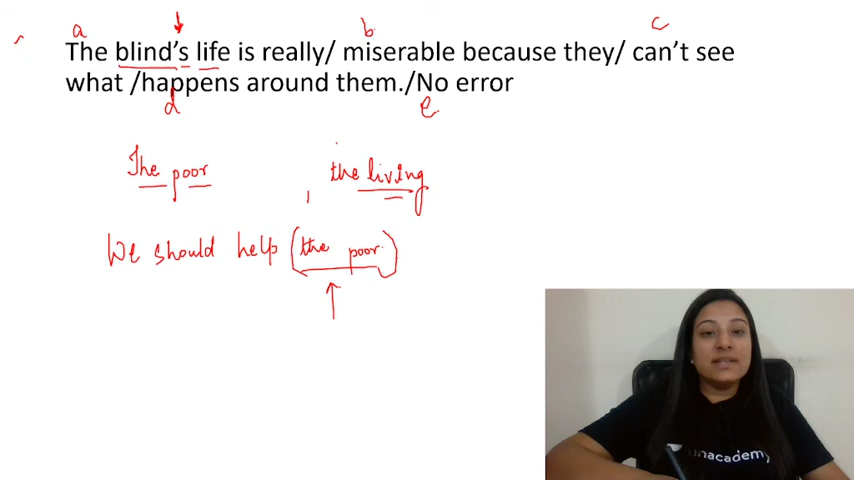 a b c
The blind's life is really/ miserable because they/ can't see
what /happens around them./No error
d e
The poor , the living
We should help (the poor)
unacademy